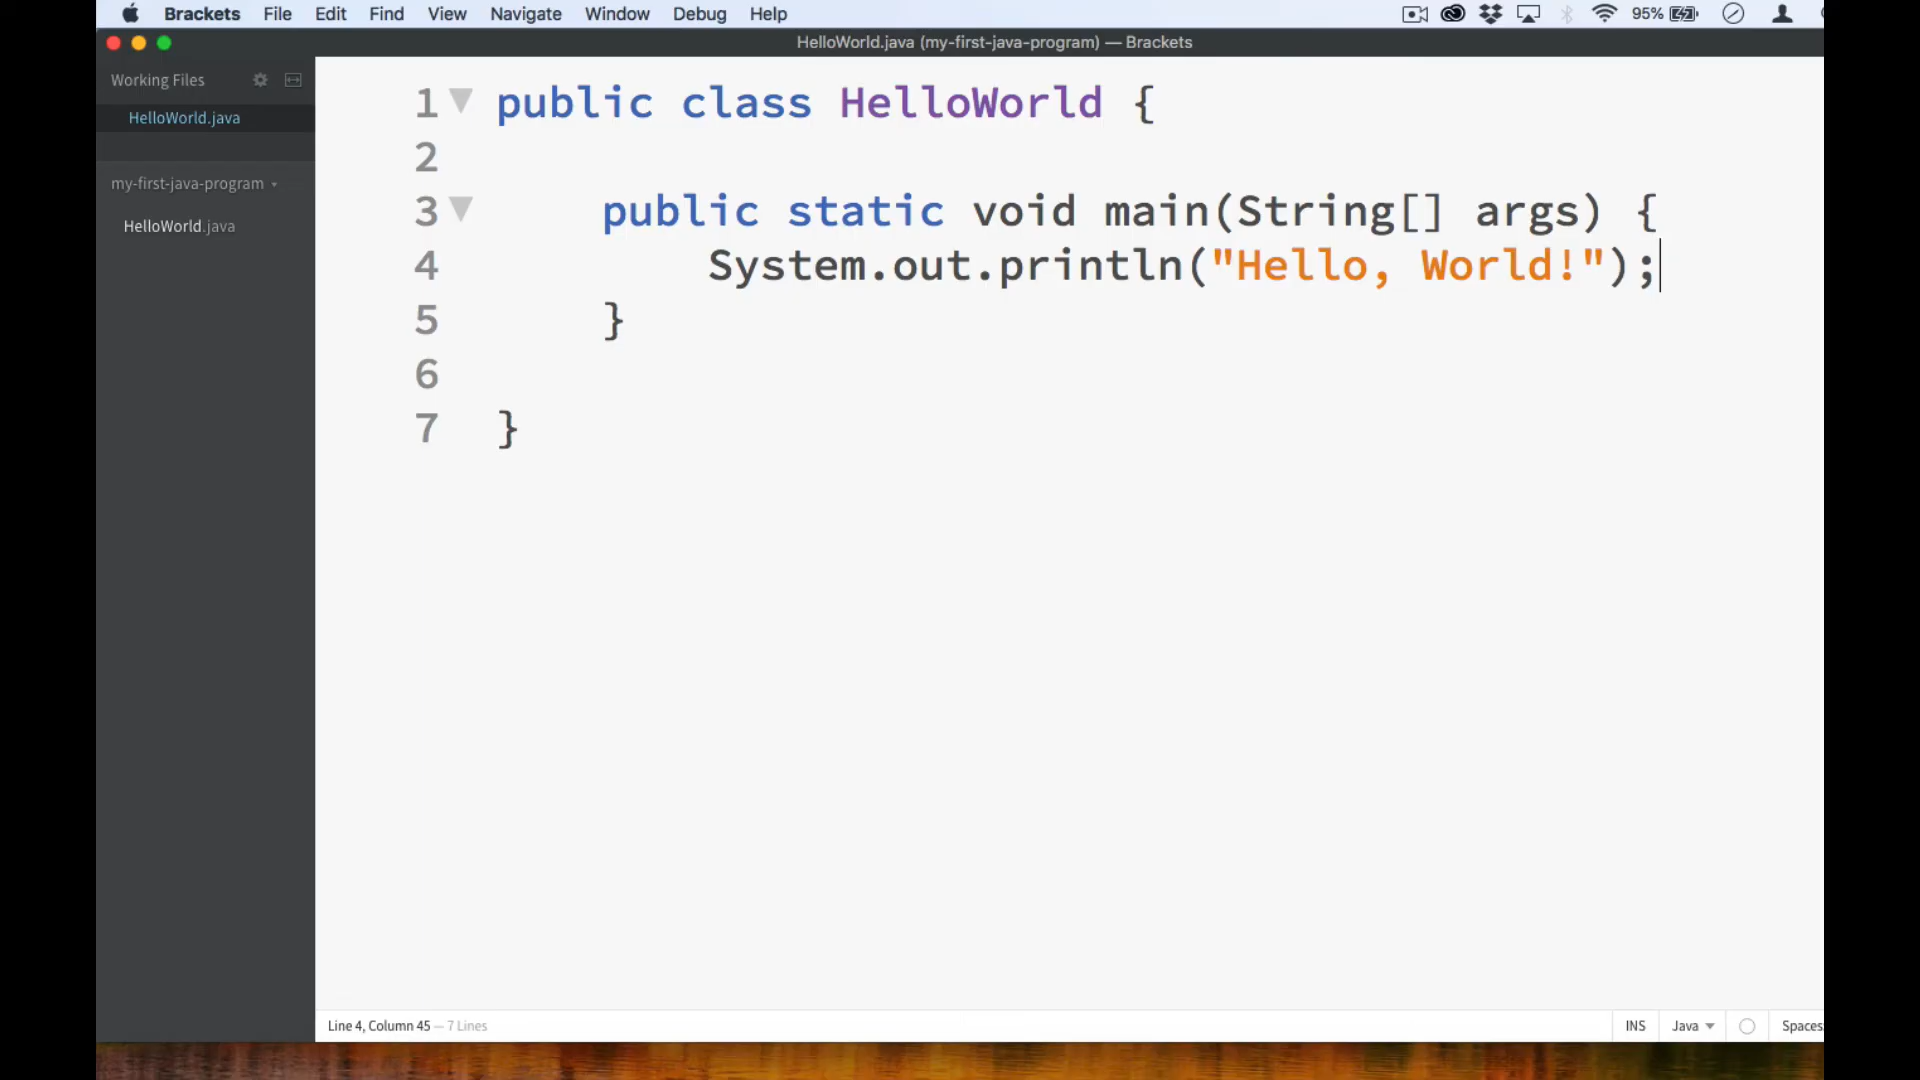 Brackets File Edit Find View Navigate Window Debug Help 95%
HelloWorld.java (my-first-java-program) — Brackets
Working Files
HelloWorld.java
my-first-java-program
HelloWorld.java
1 public class HelloWorld {
2
3 public static void main(String[] args) {
4 System.out.println("Hello, World!");
5 }
6
7 }
Line 4, Column 45 — 7 Lines INS Java Spaces